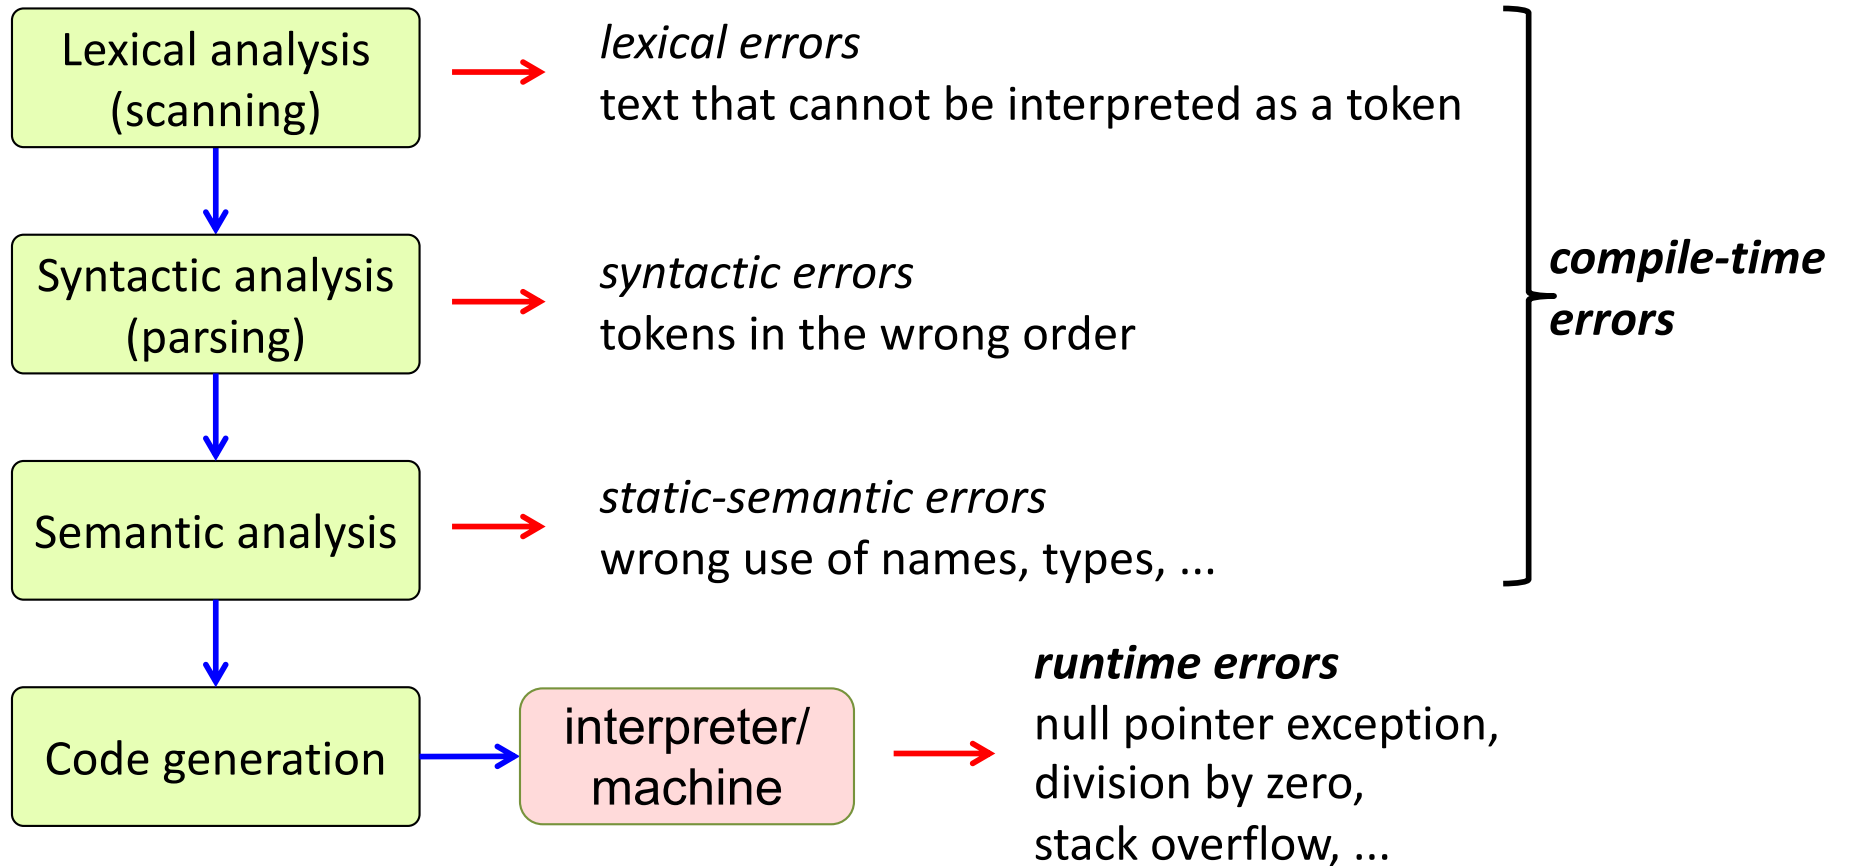 Lexical analysis
(scanning)
lexical errors
text that cannot be interpreted as a token
Syntactic analysis
(parsing)
syntactic errors
tokens in the wrong order
compile-time
errors
Semantic analysis
static-semantic errors
wrong use of names, types, ...
Code generation
interpreter/
machine
runtime errors
null pointer exception,
division by zero,
stack overflow, ...